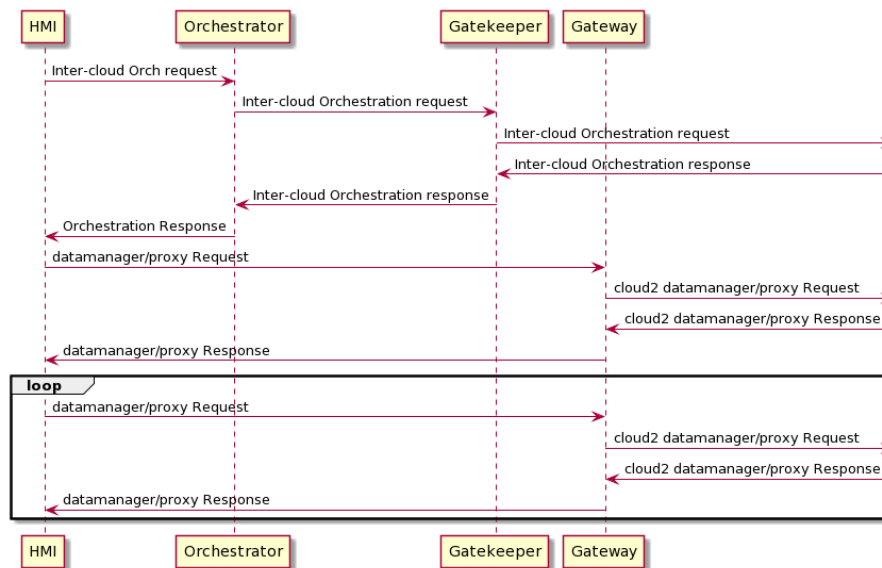 HMI Orchestrator Gatekeeper Gateway
Inter-cloud Orch request
Inter-cloud Orchestration request
Inter-cloud Orchestration request
Inter-cloud Orchestration response
Inter-cloud Orchestration response
Orchestration Response
datamanager/proxy Request
cloud2 datamanager/proxy Request
cloud2 datamanager/proxy Response
datamanager/proxy Response
loop
datamanager/proxy Request
cloud2 datamanager/proxy Request
cloud2 datamanager/proxy Response
datamanager/proxy Response
HMI Orchestrator Gatekeeper Gateway